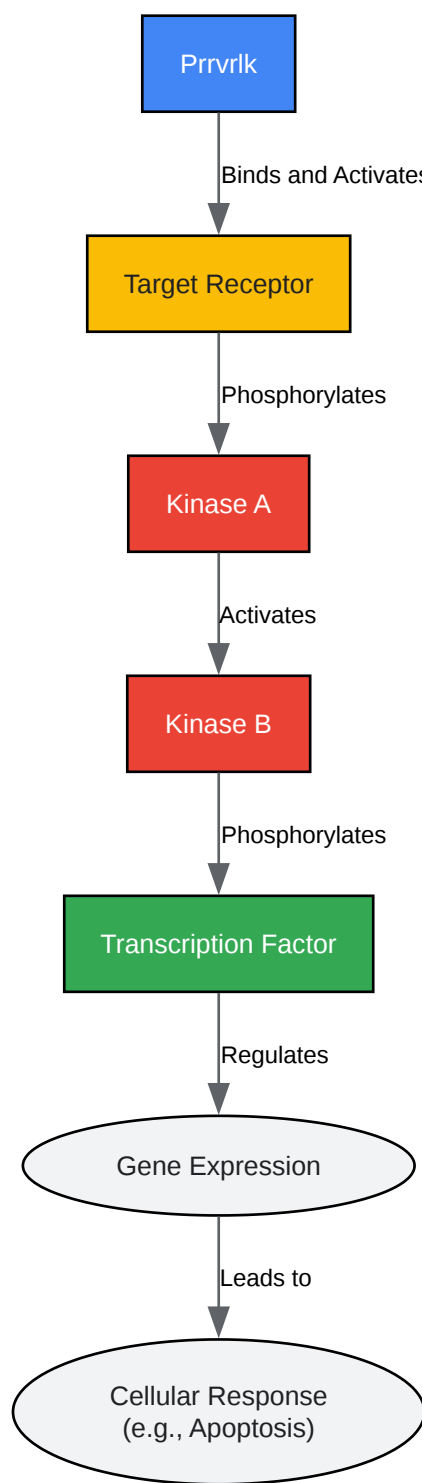 Prrvrlk
Binds and Activates
Target Receptor
Phosphorylates
Kinase A
Activates
Kinase B
Phosphorylates
Transcription Factor
Regulates
Gene Expression
Leads to
Cellular Response
(e.g., Apoptosis)